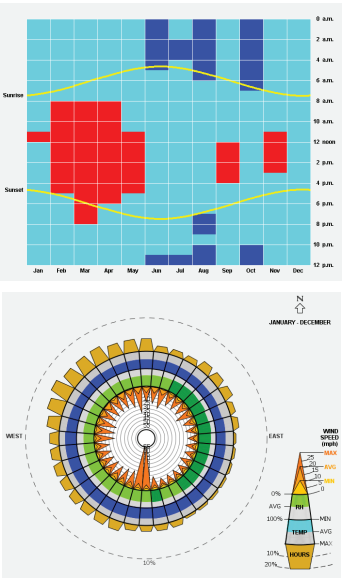 0 a.m.
2 a.m.
4 a.m.
6 a.m.
Sunrise
8 a.m.
10 a.m.
12 noon
2 p.m.
4 p.m.
Sunset
6 p.m.
8 p.m.
10 p.m.
12 p.m.
Jan Feb Mar Apr May Jun Jul Aug Sep Oct Nov Dec
N
JANUARY - DECEMBER
WEST
EAST
WIND
SPEED
(mph)
MAX
25
20
AVG
15
10
MIN
5
0
0%
AVG
RH
100%
MIN
TEMP
AVG
MAX
10%
HOURS
20%
10%